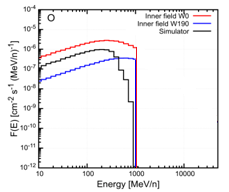 O
Inner field W0
Inner field W190
Simulator
F(E) [cm⁻² s⁻¹ (MeV/n)⁻¹]
10⁻⁴
10⁻⁵
10⁻⁶
10⁻⁷
10⁻⁸
10⁻⁹
10⁻¹⁰
10⁻¹¹
10⁻¹²
10 100 1000 10000
Energy [MeV/n]